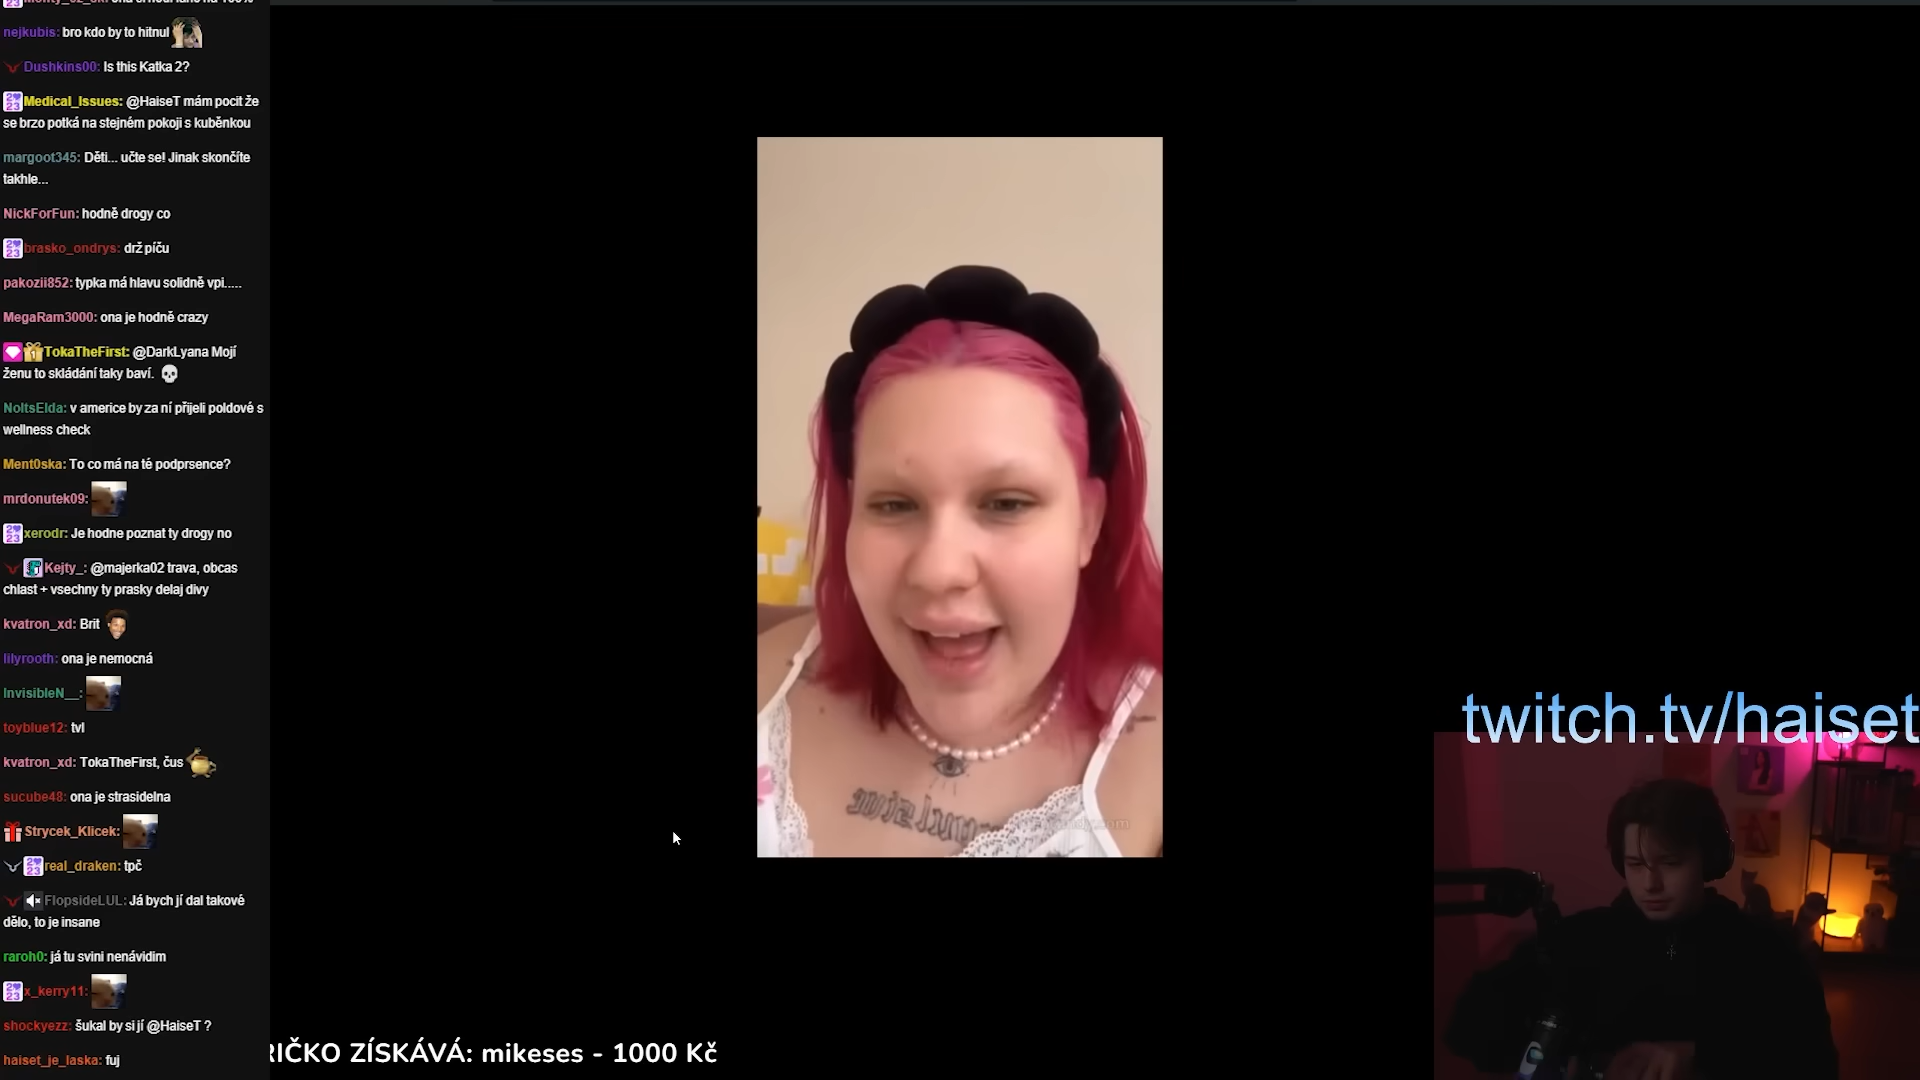 nejkubis: bro kdo by to hitnul
Dushkins00: Is this Katka 2?
Medical_Issues: @HaiseT mám pocit že
se brzo potká na stejném pokoji s kuběnkou
margoot345: Děti... učte se! Jinak skončíte
takhle...
NickForFun: hodně drogy co
brasko_ondrys: drž píču
pakozii852: typka má hlavu solidně vpi.....
MegaRam3000: ona je hodně crazy
TokaTheFirst: @DarkLyana Mojí
ženu to skládání taky baví.
NoItsElda: v americe by za ní přijeli poldové s
wellness check
Ment0ska: To co má na té podprsence?
mrdonutek09:
xerodr: Je hodne poznat ty drogy no
Kejty_: @majerka02 trava, obcas
chlast + vsechny ty prasky delaj divy
kvatron_xd: Brit
lilyrooth: ona je nemocná
InvisibleN__:
toyblue12: tvl
kvatron_xd: TokaTheFirst, čus
sucube48: ona je strasidelna
Strycek_Klicek:
real_draken: tpč
FlopsideLUL: Já bych jí dal takové
dělo, to je insane
raroh0: já tu svini nenávidim
x_kerry11:
shockyezz: šukal by si jí @HaiseT ?
haiset_je_laska: fuj
RIČKO ZÍSKÁVÁ: mikeses - 1000 Kč
twitch.tv/haiset